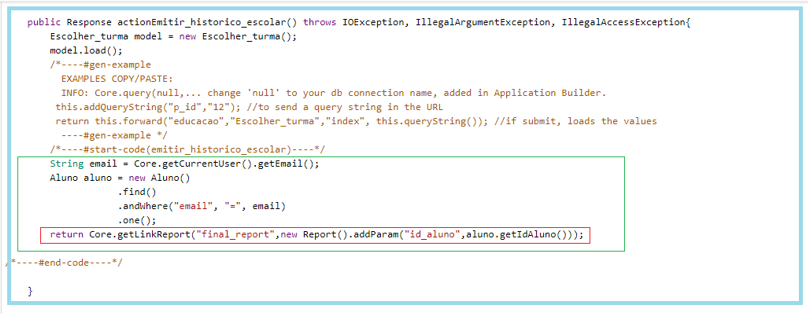 public Response actionEmitir_historico_escolar() throws IOException, IllegalArgumentException, IllegalAccessException{
Escolher_turma model = new Escolher_turma();
model.load();
/*----#gen-example
EXAMPLES COPY/PASTE:
INFO: Core.query(null,... change 'null' to your db connection name, added in Application Builder.
this.addQueryString("p_id","12"); //to send a query string in the URL
return this.forward("educacao","Escolher_turma","index", this.queryString()); //if submit, loads the values
----#gen-example */
/*----#start-code(emitir_historico_escolar)----*/
String email = Core.getCurrentUser().getEmail();
Aluno aluno = new Aluno()
.find()
.andWhere("email", "=", email)
.one();
return Core.getLinkReport("final_report",new Report().addParam("id_aluno",aluno.getIdAluno()));
/*----#end-code----*/
}